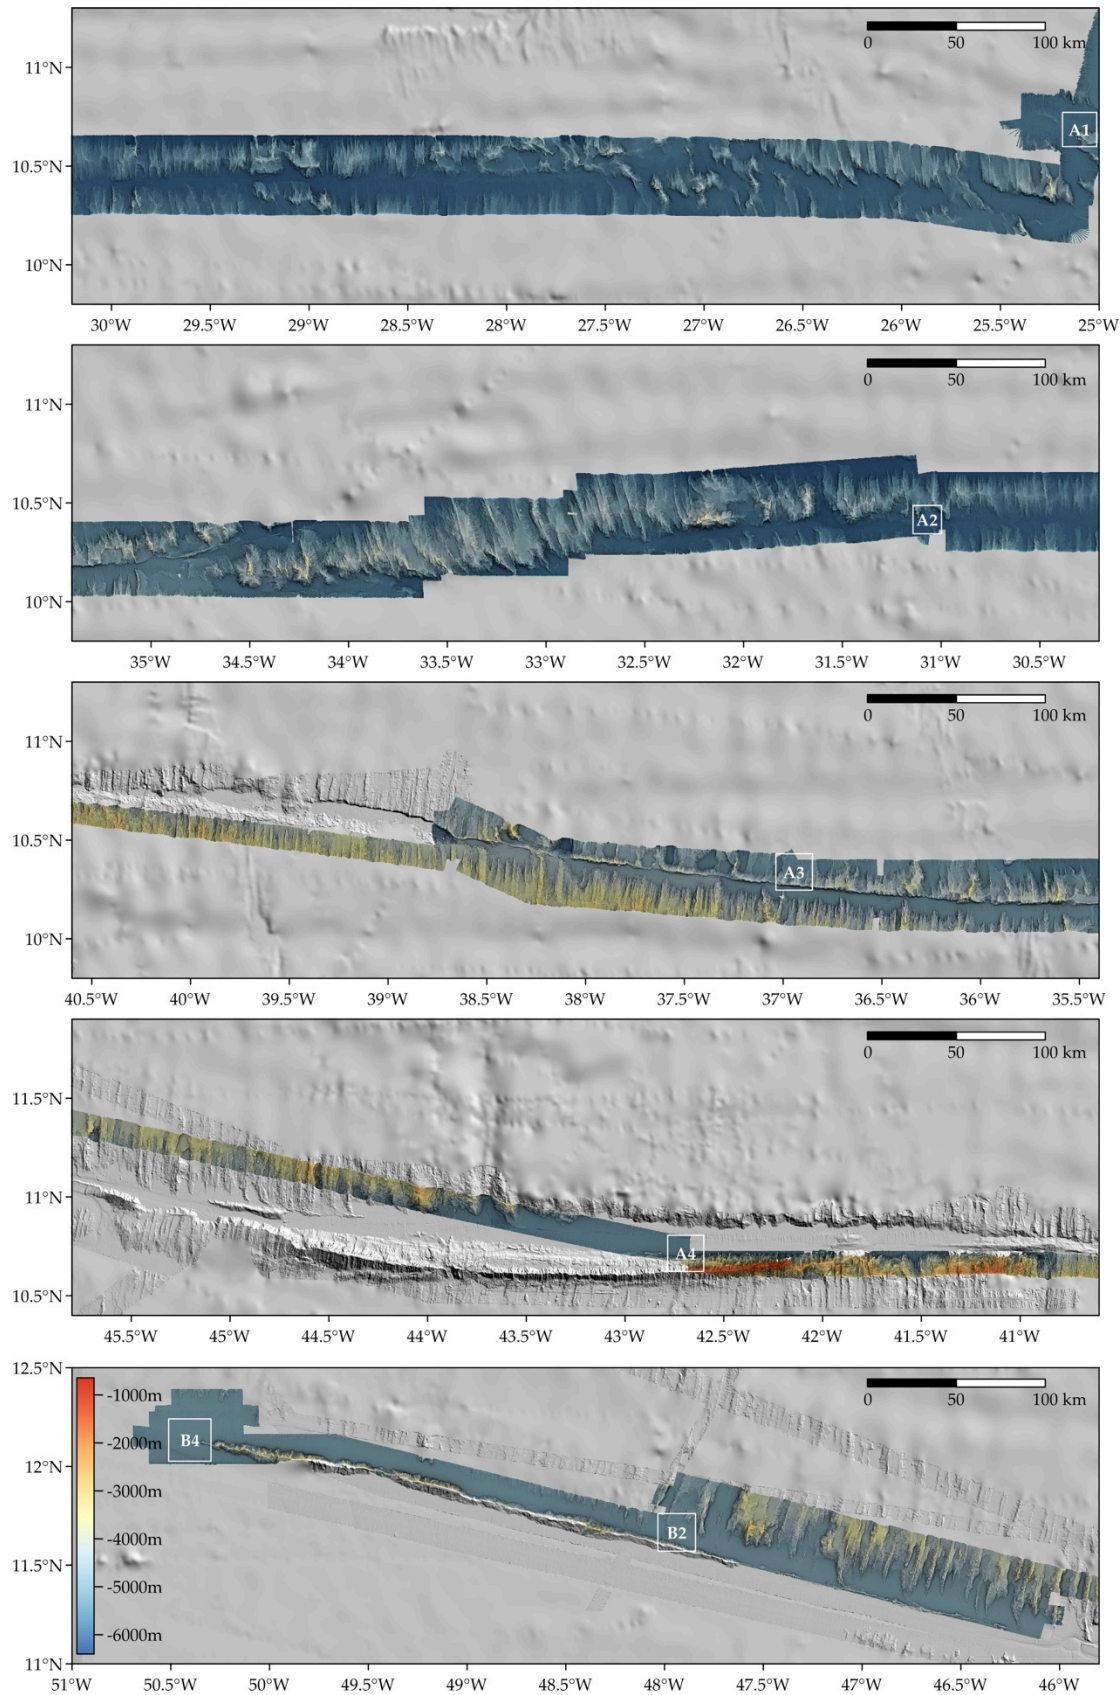 0 50 100 km
11°N
A1
10.5°N
10°N
30°W 29.5°W 29°W 28.5°W 28°W 27.5°W 27°W 26.5°W 26°W 25.5°W 25°W
0 50 100 km
11°N
10.5°N
A2
10°N
35°W 34.5°W 34°W 33.5°W 33°W 32.5°W 32°W 31.5°W 31°W 30.5°W
0 50 100 km
11°N
10.5°N
A3
10°N
40.5°W 40°W 39.5°W 39°W 38.5°W 38°W 37.5°W 37°W 36.5°W 36°W 35.5°W
0 50 100 km
11.5°N
11°N
A4
10.5°N
45.5°W 45°W 44.5°W 44°W 43.5°W 43°W 42.5°W 42°W 41.5°W 41°W
12.5°N
0 50 100 km
-1000m
B4
-2000m
12°N
-3000m
B2
-4000m
11.5°N
-5000m
-6000m
11°N
51°W 50.5°W 50°W 49.5°W 49°W 48.5°W 48°W 47.5°W 47°W 46.5°W 46°W